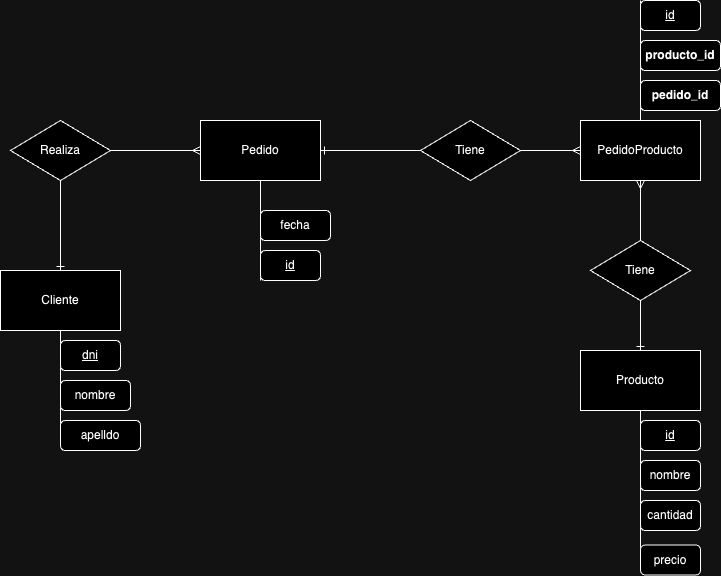 id
producto_id
pedido_id
Realiza
Pedido
Tiene
PedidoProducto
fecha
id
Tiene
Cliente
dni
nombre
apelldo
Producto
id
nombre
cantidad
precio